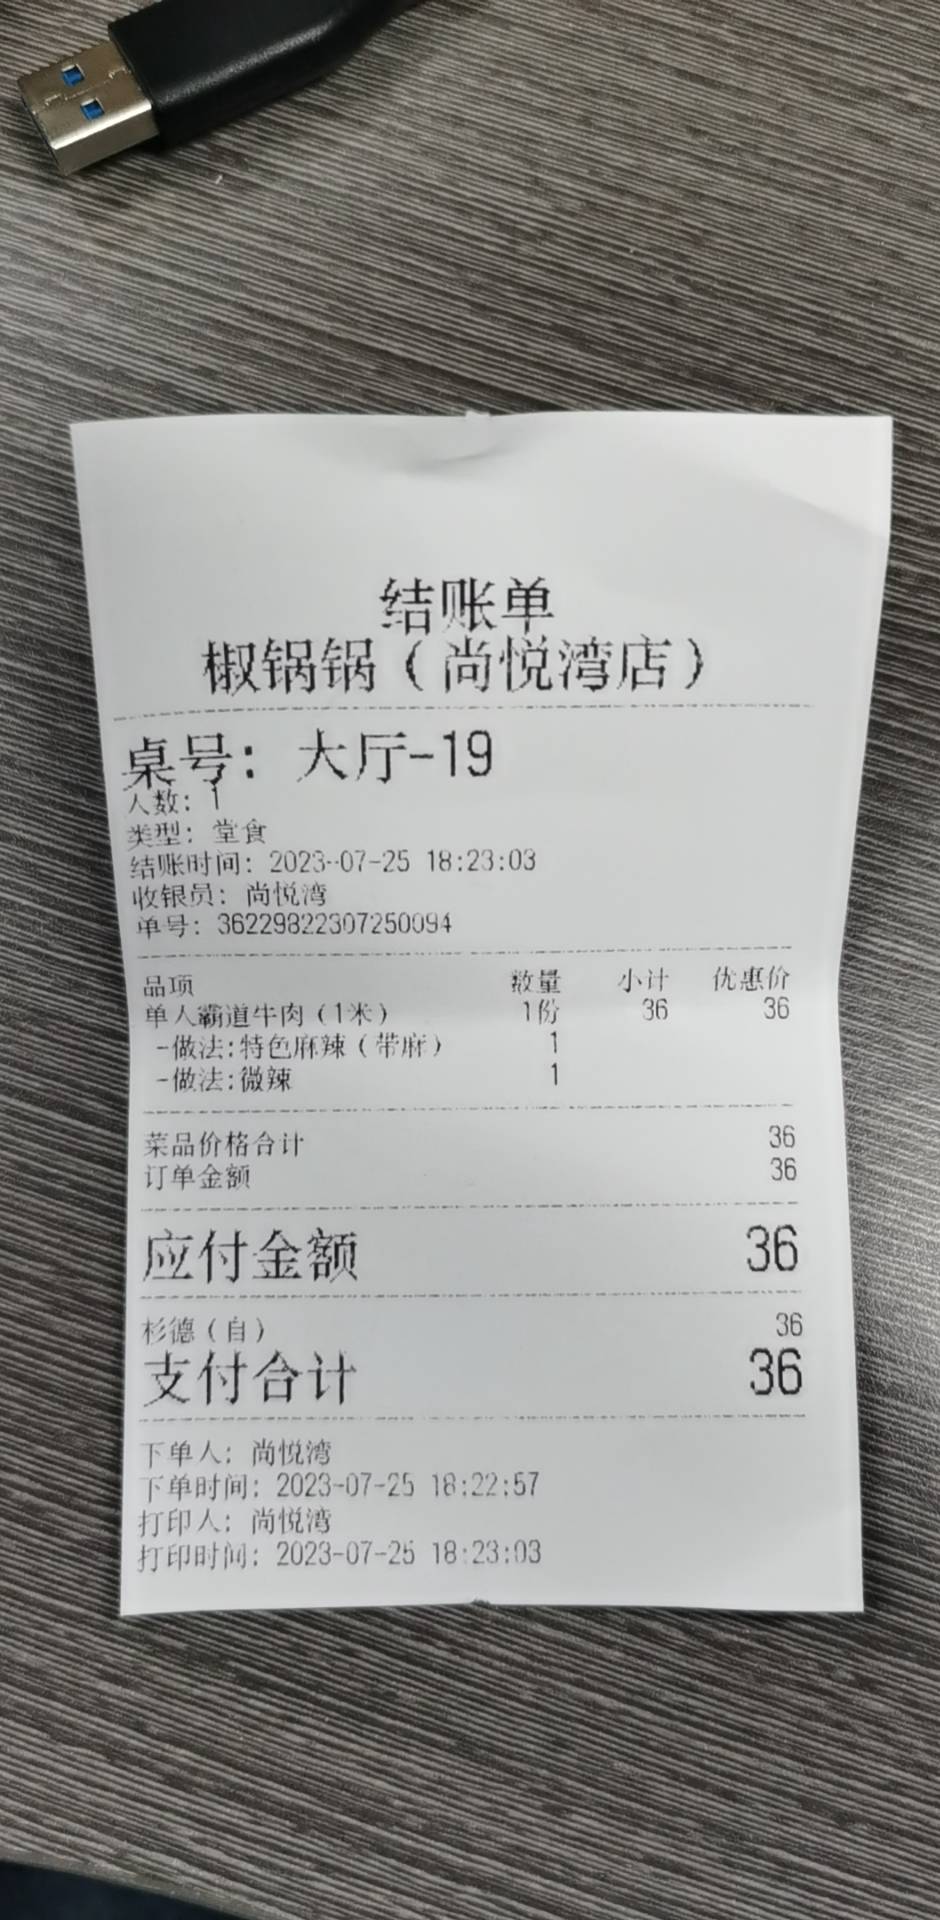 结账单
椒锅锅（尚悦湾店）
桌号：大厅-19
人数：1
类型：堂食
结账时间：2023-07-25 18:23:03
收银员：尚悦湾
单号：36229822307250094
品项 数量 小计 优惠价
单人霸道牛肉（1米） 1份 36 36
-做法:特色麻辣（带麻） 1
-做法:微辣 1
菜品价格合计 36
订单金额 36
应付金额 36
杉德（自） 36
支付合计 36
下单人：尚悦湾
下单时间：2023-07-25 18:22:57
打印人：尚悦湾
打印时间：2023-07-25 18:23:03